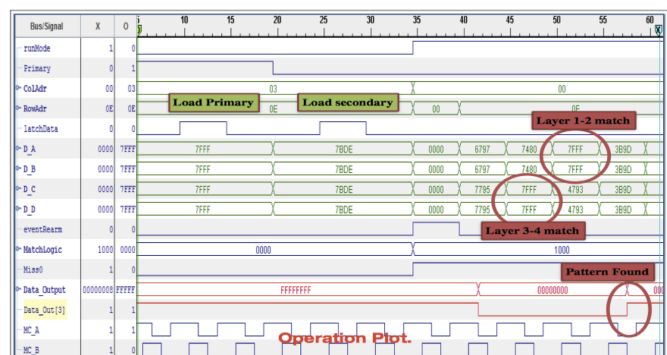 Bus/Signal X O 5 10 15 20 25 30 35 40 45 50 55 60
runMode 1 0
Primary 0 1
ColAdr 00 03 03 00
RowAdr 0E 0E 0E 00 0E
Load Primary Load secondary
Layer 1-2 match
latchData 0 0
D_A 0000 7FFF 7FFF 7BDE 0000 6797 7480 7FFF 3B9D
D_B 0000 7FFF 7FFF 7BDE 0000 6797 7480 7FFF 3B9D
D_C 0000 7FFF 7FFF 7BDE 0000 7795 7FFF 4793 3B9D
D_D 0000 7FFF 7FFF 7BDE 0000 7795 7FFF 4793 3B9D
eventRearm 0 0
Layer 3-4 match
MatchLogic 1000 0000 0000 1000
Miss0 1 0
Pattern Found
Data_Output 00000008 FFFFF FFFFFFFF 00000000 000
Data_Out[3] 1 1
MC_A 1 1
Operation Plot.
MC_B 1 0